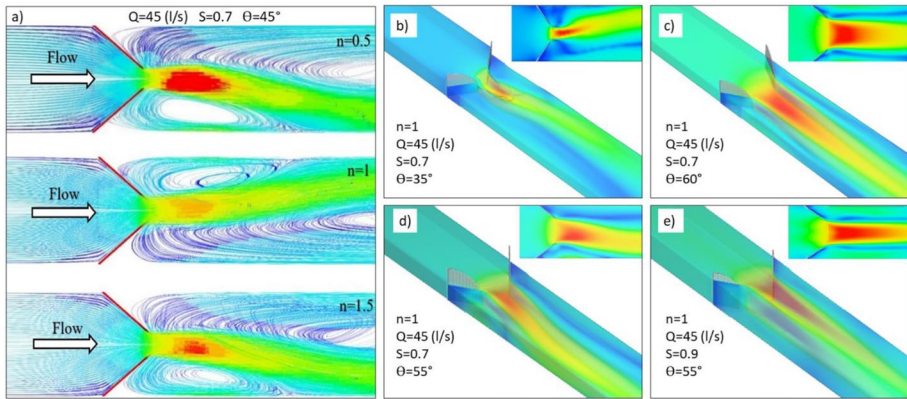 a)
Q=45 (l/s) S=0.7 Ө=45°
n=0.5
Flow
n=1
Flow
n=1.5
Flow
b)
n=1
Q=45 (l/s)
S=0.7
Ө=35°
c)
n=1
Q=45 (l/s)
S=0.7
Ө=60°
d)
n=1
Q=45 (l/s)
S=0.7
Ө=55°
e)
n=1
Q=45 (l/s)
S=0.9
Ө=55°